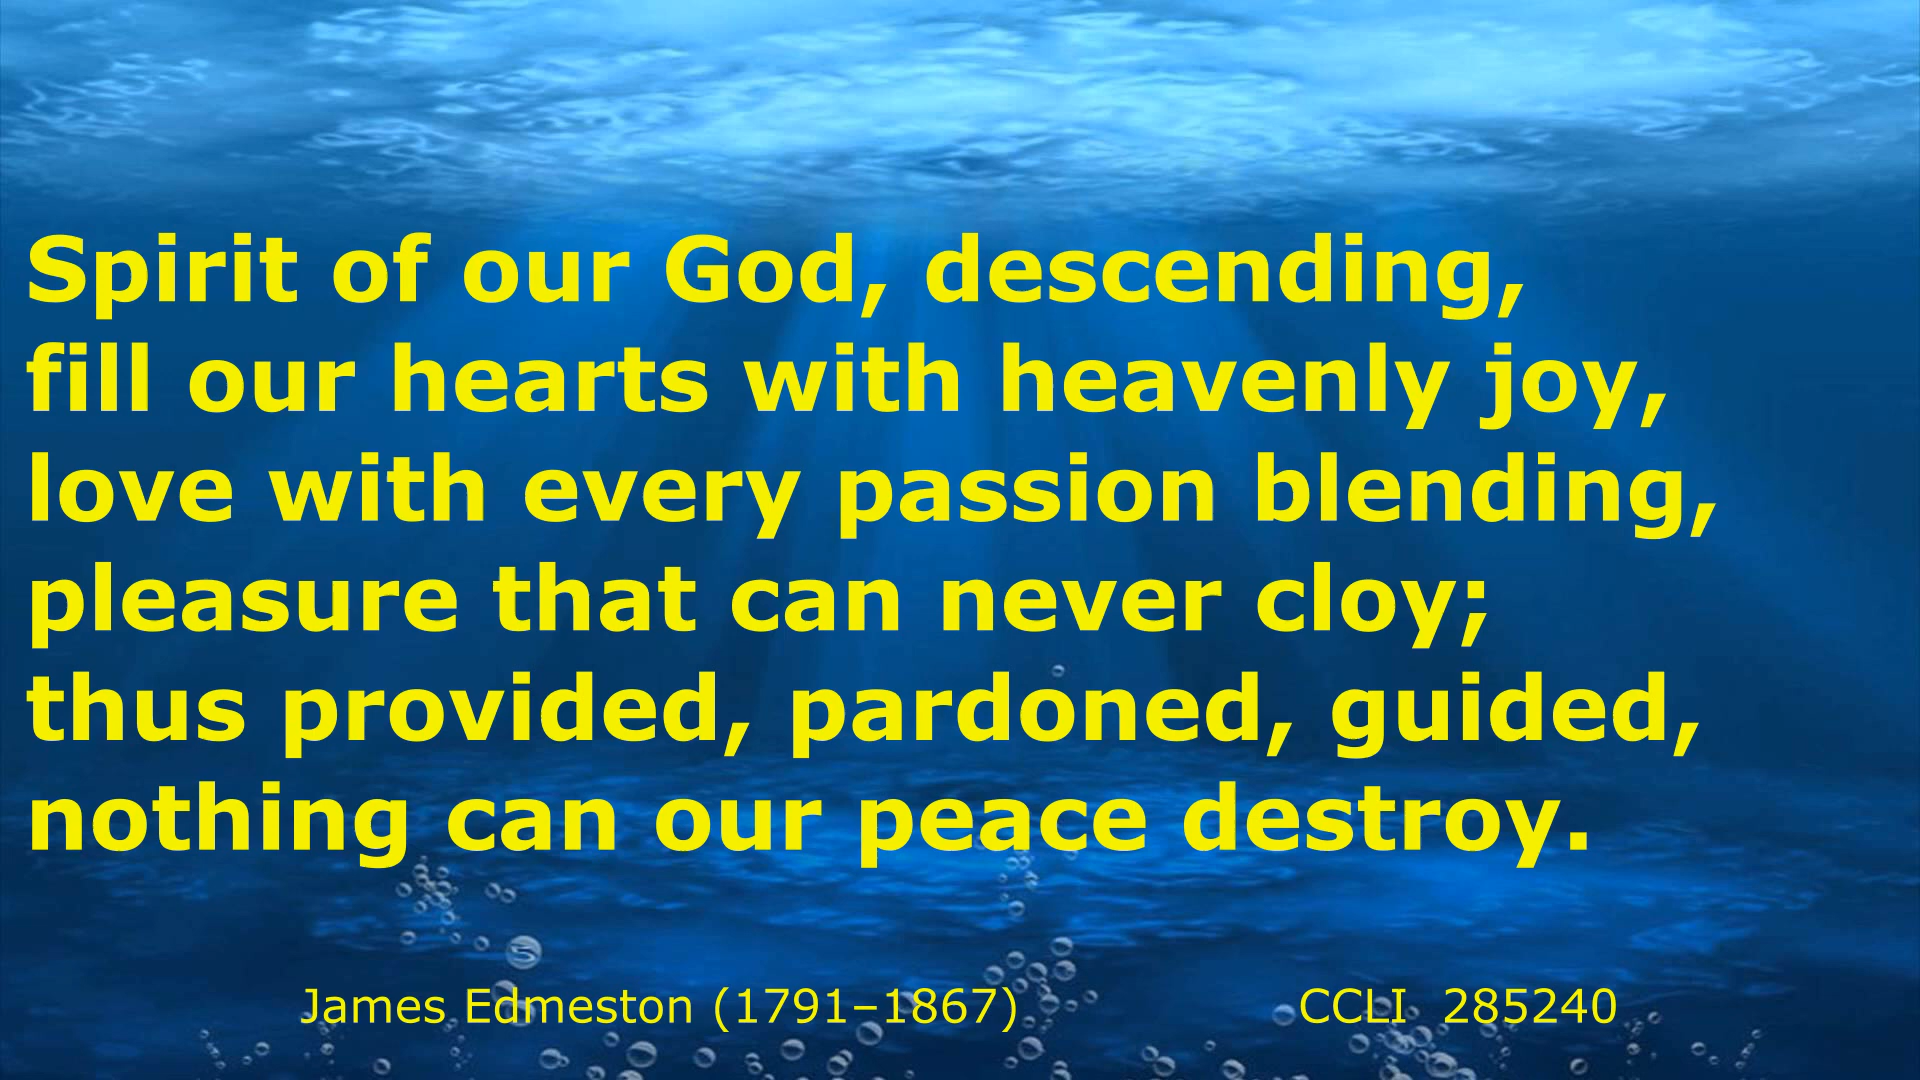 Spirit of our God, descending,
fill our hearts with heavenly joy,
love with every passion blending,
pleasure that can never cloy;
thus provided, pardoned, guided,
nothing can our peace destroy.
James Edmeston (1791–1867) CCLI 285240